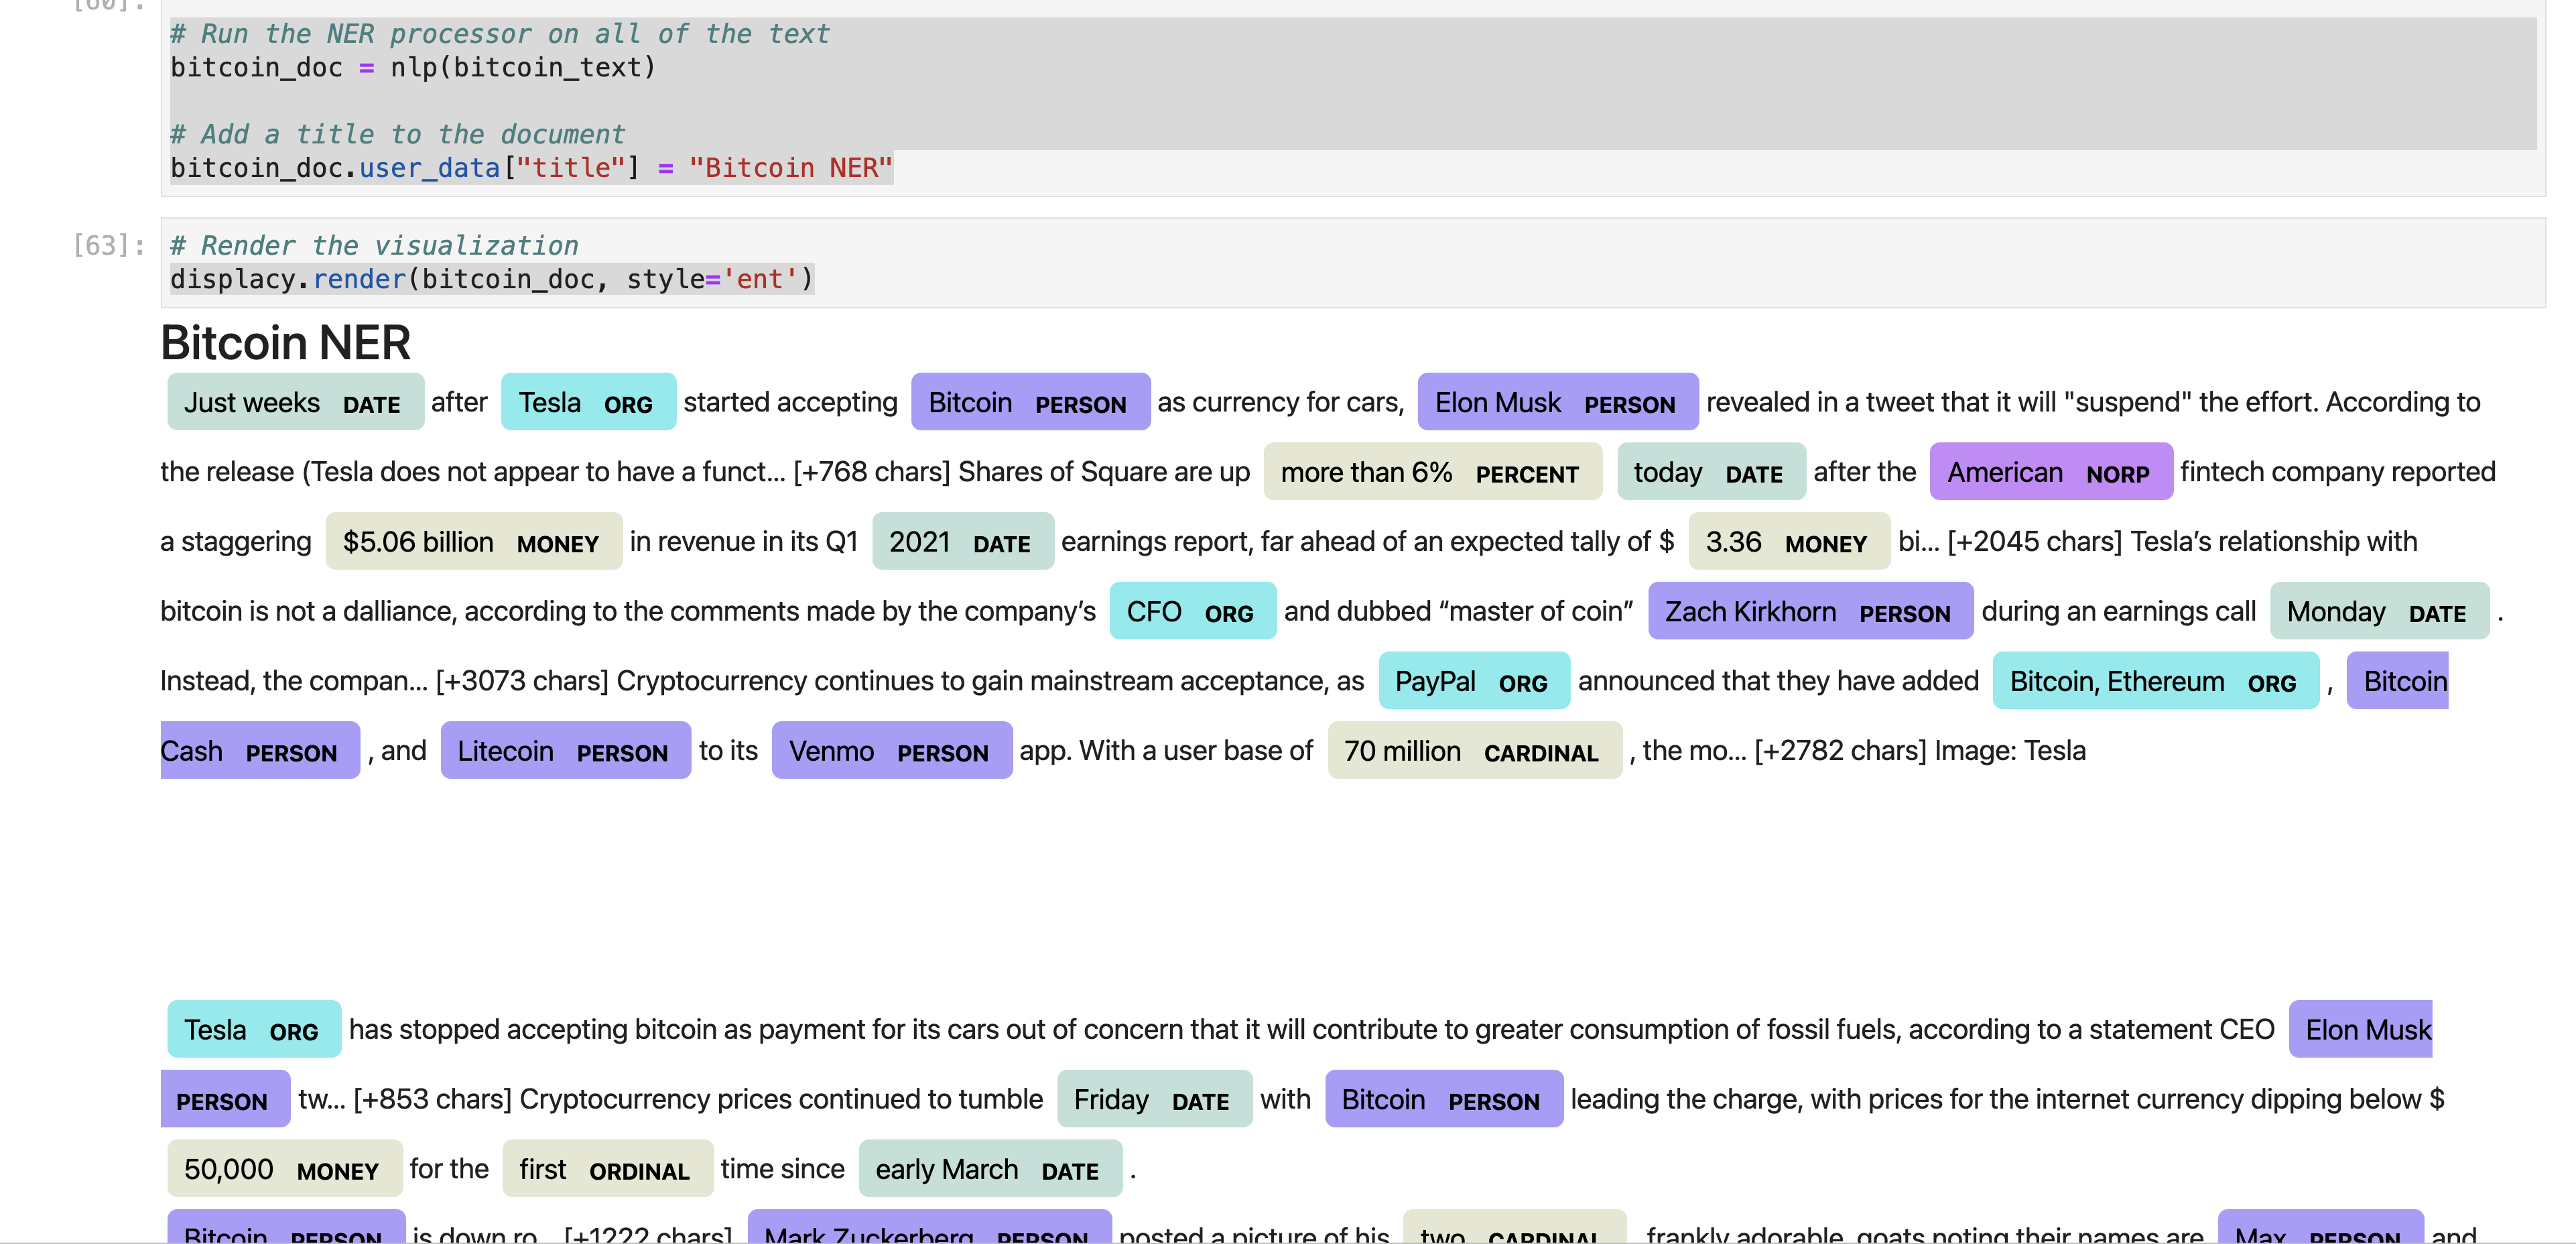 [60]:
# Run the NER processor on all of the text
bitcoin_doc = nlp(bitcoin_text)
# Add a title to the document
bitcoin_doc.user_data["title"] = "Bitcoin NER"
[63]:
# Render the visualization
displacy.render(bitcoin_doc, style='ent')
Bitcoin NER
Just weeks DATE after Tesla ORG started accepting Bitcoin PERSON as currency for cars, Elon Musk PERSON revealed in a tweet that it will "suspend" the effort. According to
the release (Tesla does not appear to have a funct... [+768 chars] Shares of Square are up more than 6% PERCENT today DATE after the American NORP fintech company reported
a staggering $5.06 billion MONEY in revenue in its Q1 2021 DATE earnings report, far ahead of an expected tally of $ 3.36 MONEY bi... [+2045 chars] Tesla’s relationship with
bitcoin is not a dalliance, according to the comments made by the company’s CFO ORG and dubbed “master of coin” Zach Kirkhorn PERSON during an earnings call Monday DATE .
Instead, the compan... [+3073 chars] Cryptocurrency continues to gain mainstream acceptance, as PayPal ORG announced that they have added Bitcoin, Ethereum ORG , Bitcoin
Cash PERSON , and Litecoin PERSON to its Venmo PERSON app. With a user base of 70 million CARDINAL , the mo... [+2782 chars] Image: Tesla
Tesla ORG has stopped accepting bitcoin as payment for its cars out of concern that it will contribute to greater consumption of fossil fuels, according to a statement CEO Elon Musk
PERSON tw... [+853 chars] Cryptocurrency prices continued to tumble Friday DATE with Bitcoin PERSON leading the charge, with prices for the internet currency dipping below $
50,000 MONEY for the first ORDINAL time since early March DATE .
Bitcoin PERSON is down ro... [+1222 chars] Mark Zuckerberg PERSON posted a picture of his two CARDINAL frankly adorable, goats noting their names are Max PERSON and